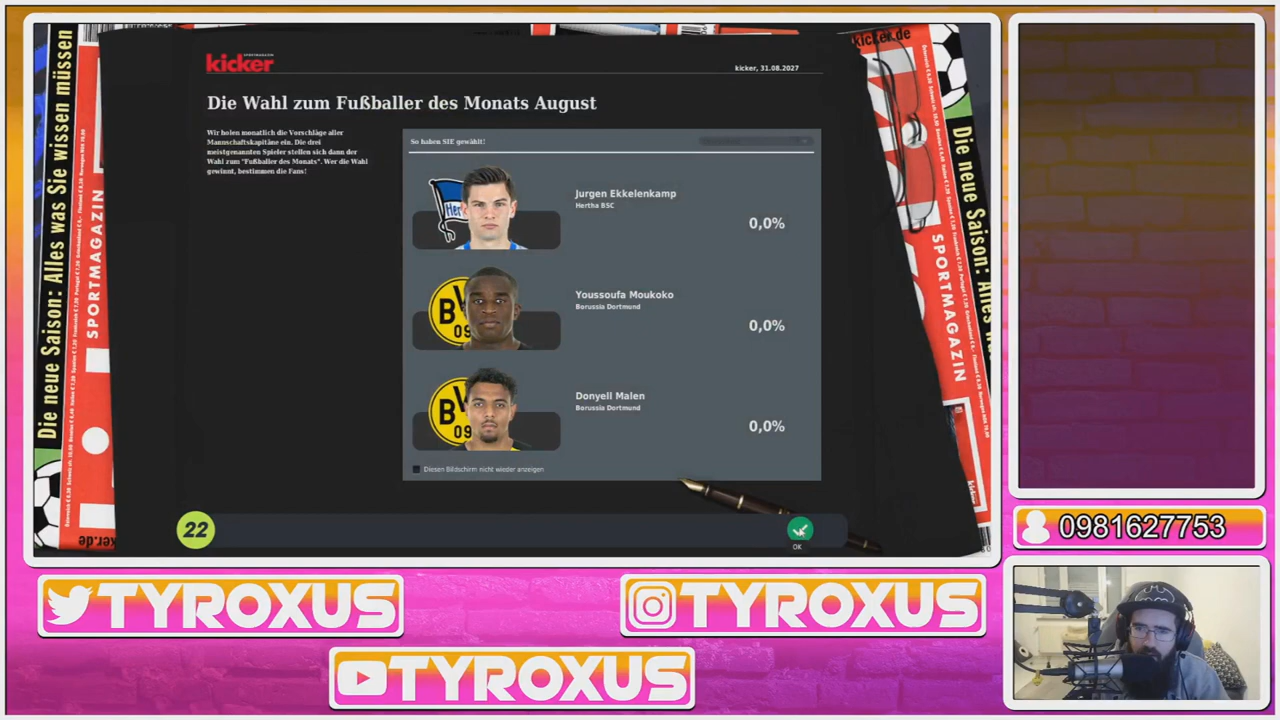 kicker
kicker, 31.08.2027
Die Wahl zum Fußballer des Monats August
Wir holen monatlich die Vorschläge aller
Mannschaftskapitäne ein. Die drei
meistgenannten Spieler stellen sich dann der
Wahl zum "Fußballer des Monats". Wer die Wahl
gewinnt, bestimmen die Fans!
So haben SIE gewählt!
Jurgen Ekkelenkamp
Hertha BSC
0,0%
Youssoufa Moukoko
Borussia Dortmund
0,0%
Donyell Malen
Borussia Dortmund
0,0%
Diesen Bildschirm nicht wieder anzeigen
22
OK
Die neue Saison: Alles was Sie wissen müssen
SPORTMAGAZIN
kicker.de
Die neue Saison: Alles
SPORTMAGAZIN
0981627753
TYROXUS
TYROXUS
TYROXUS